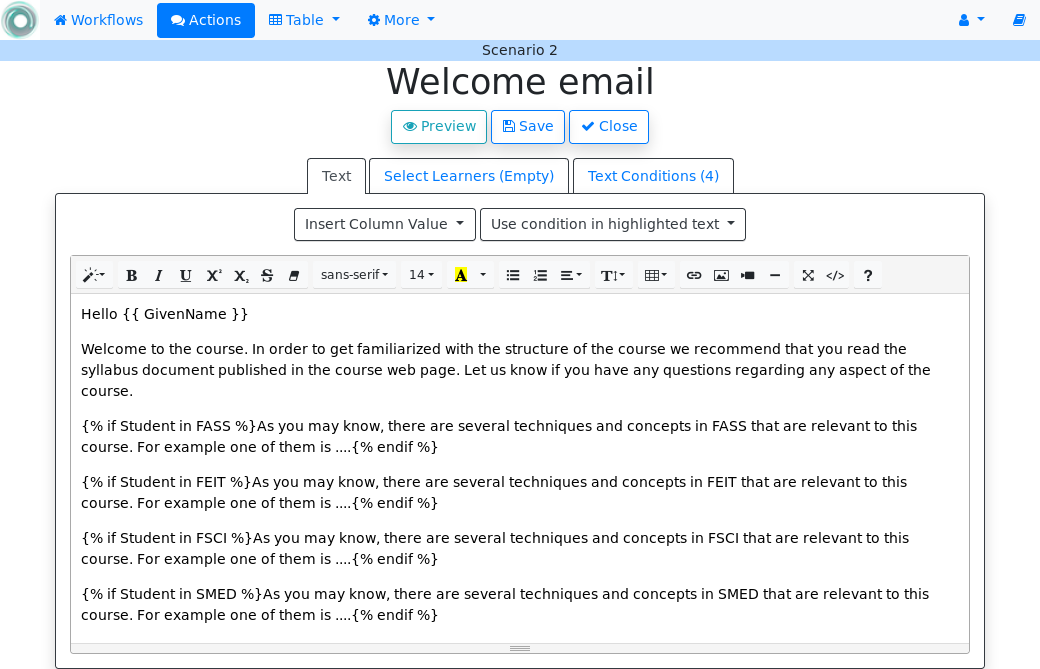 Workflows Actions Table More
Scenario 2
Welcome email
Preview Save Close
Text Select Learners (Empty) Text Conditions (4)
Insert Column Value Use condition in highlighted text
B I U X² X₂ S sans-serif 14 A T </> ?
Hello {{ GivenName }}
Welcome to the course. In order to get familiarized with the structure of the course we recommend that you read the
syllabus document published in the course web page. Let us know if you have any questions regarding any aspect of the
course.
{% if Student in FASS %}As you may know, there are several techniques and concepts in FASS that are relevant to this
course. For example one of them is ....{% endif %}
{% if Student in FEIT %}As you may know, there are several techniques and concepts in FEIT that are relevant to this
course. For example one of them is ....{% endif %}
{% if Student in FSCI %}As you may know, there are several techniques and concepts in FSCI that are relevant to this
course. For example one of them is ....{% endif %}
{% if Student in SMED %}As you may know, there are several techniques and concepts in SMED that are relevant to this
course. For example one of them is ....{% endif %}